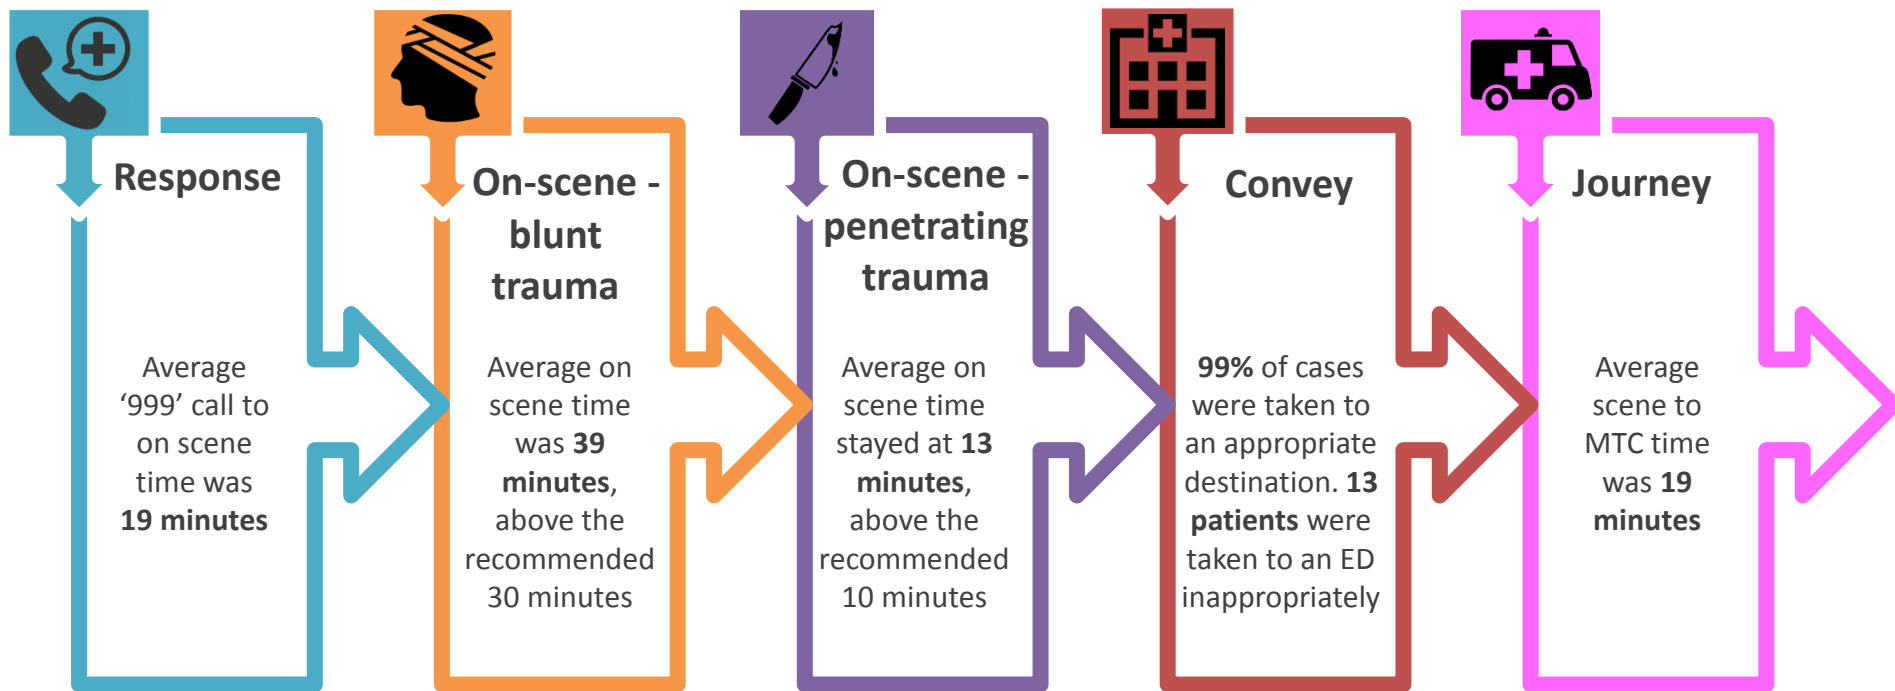 Response
Average
‘999’ call to
on scene
time was
19 minutes
On-scene -
blunt
trauma
Average on
scene time
was 39
minutes,
above the
recommended
30 minutes
On-scene -
penetrating
trauma
Average on
scene time
stayed at 13
minutes,
above the
recommended
10 minutes
Convey
99% of cases
were taken to
an appropriate
destination. 13
patients were
taken to an ED
inappropriately
Journey
Average
scene to
MTC time
was 19
minutes